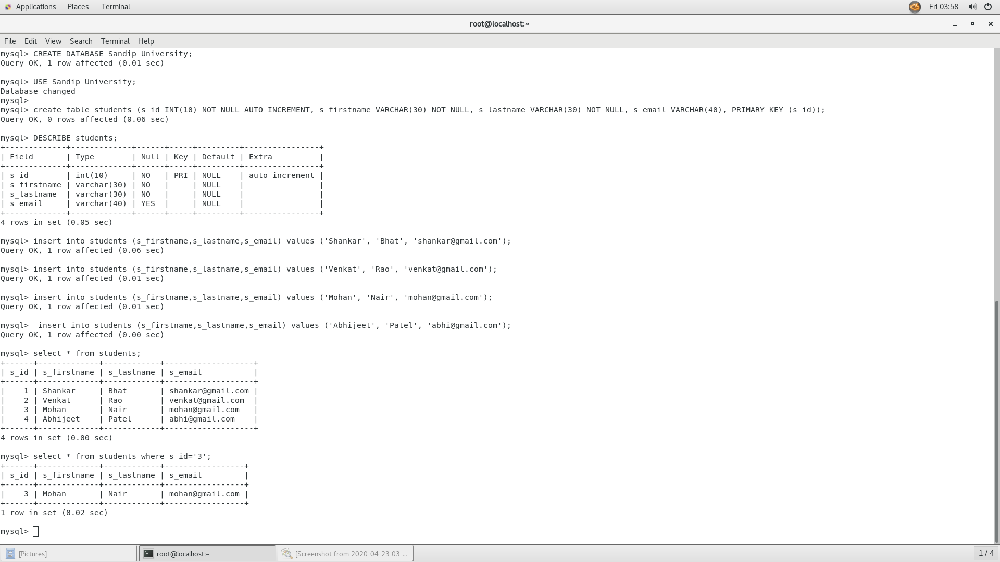 Applications Places Terminal Fri 03:58
root@localhost:~
File Edit View Search Terminal Help
mysql> CREATE DATABASE Sandip_University;
Query OK, 1 row affected (0.01 sec)

mysql> USE Sandip_University;
Database changed
mysql>
mysql> create table students (s_id INT(10) NOT NULL AUTO_INCREMENT, s_firstname VARCHAR(30) NOT NULL, s_lastname VARCHAR(30) NOT NULL, s_email VARCHAR(40), PRIMARY KEY (s_id));
Query OK, 0 rows affected (0.06 sec)

mysql> DESCRIBE students;
+-------------+-------------+------+-----+---------+----------------+
| Field       | Type        | Null | Key | Default | Extra          |
+-------------+-------------+------+-----+---------+----------------+
| s_id        | int(10)     | NO   | PRI | NULL    | auto_increment |
| s_firstname | varchar(30) | NO   |     | NULL    |                |
| s_lastname  | varchar(30) | NO   |     | NULL    |                |
| s_email     | varchar(40) | YES  |     | NULL    |                |
+-------------+-------------+------+-----+---------+----------------+
4 rows in set (0.05 sec)

mysql> insert into students (s_firstname,s_lastname,s_email) values ('Shankar', 'Bhat', 'shankar@gmail.com');
Query OK, 1 row affected (0.06 sec)

mysql> insert into students (s_firstname,s_lastname,s_email) values ('Venkat', 'Rao', 'venkat@gmail.com');
Query OK, 1 row affected (0.01 sec)

mysql> insert into students (s_firstname,s_lastname,s_email) values ('Mohan', 'Nair', 'mohan@gmail.com');
Query OK, 1 row affected (0.01 sec)

mysql>  insert into students (s_firstname,s_lastname,s_email) values ('Abhijeet', 'Patel', 'abhi@gmail.com');
Query OK, 1 row affected (0.00 sec)

mysql> select * from students;
+------+-------------+------------+-------------------+
| s_id | s_firstname | s_lastname | s_email           |
+------+-------------+------------+-------------------+
|    1 | Shankar     | Bhat       | shankar@gmail.com |
|    2 | Venkat      | Rao        | venkat@gmail.com  |
|    3 | Mohan       | Nair       | mohan@gmail.com   |
|    4 | Abhijeet    | Patel      | abhi@gmail.com    |
+------+-------------+------------+-------------------+
4 rows in set (0.00 sec)

mysql> select * from students where s_id='3';
+------+-------------+------------+-----------------+
| s_id | s_firstname | s_lastname | s_email         |
+------+-------------+------------+-----------------+
|    3 | Mohan       | Nair       | mohan@gmail.com |
+------+-------------+------------+-----------------+
1 row in set (0.02 sec)

mysql>
[Pictures] root@localhost:~ [Screenshot from 2020-04-23 03-... 1 / 4